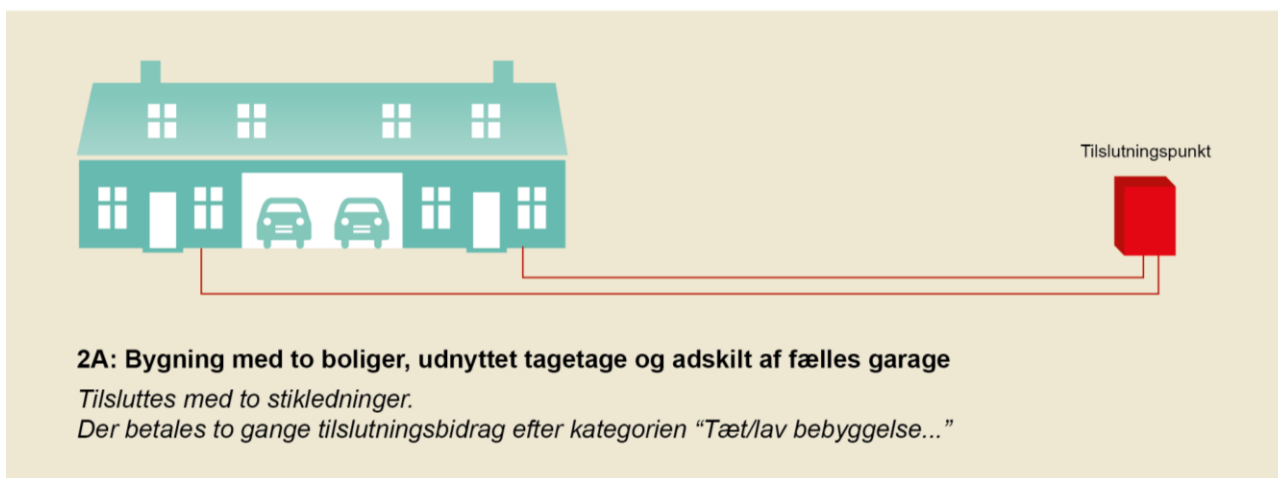 Tilslutningspunkt
2A: Bygning med to boliger, udnyttet tagetage og adskilt af fælles garage
Tilsluttes med to stikledninger.
Der betales to gange tilslutningsbidrag efter kategorien “Tæt/lav bebyggelse...”